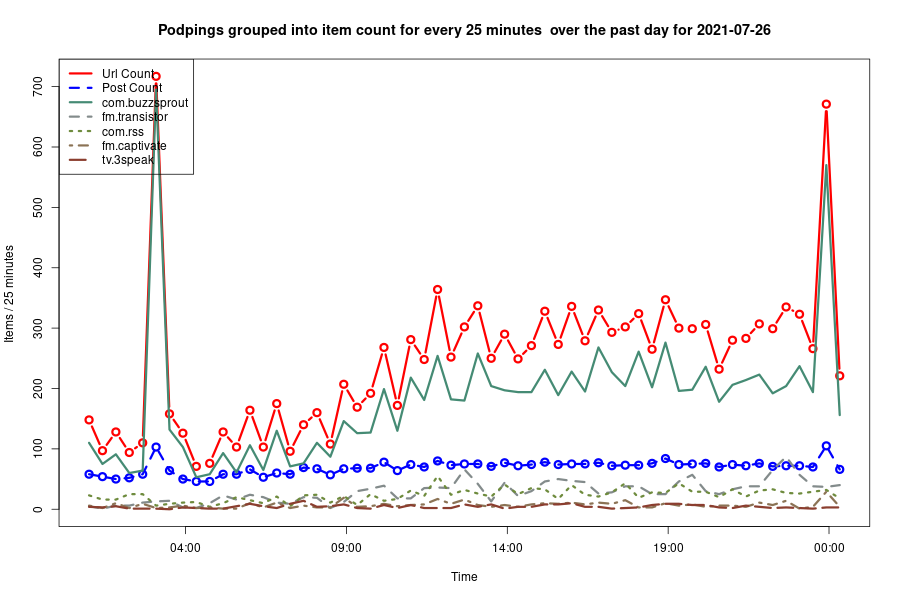 Podpings grouped into item count for every 25 minutes  over the past day for 2021-07-26
Url Count
Post Count
com.buzzsprout
fm.transistor
com.rss
fm.captivate
tv.3speak
700
600
500
400
300
200
100
0
Items / 25 minutes
04:00 09:00 14:00 19:00 00:00
Time